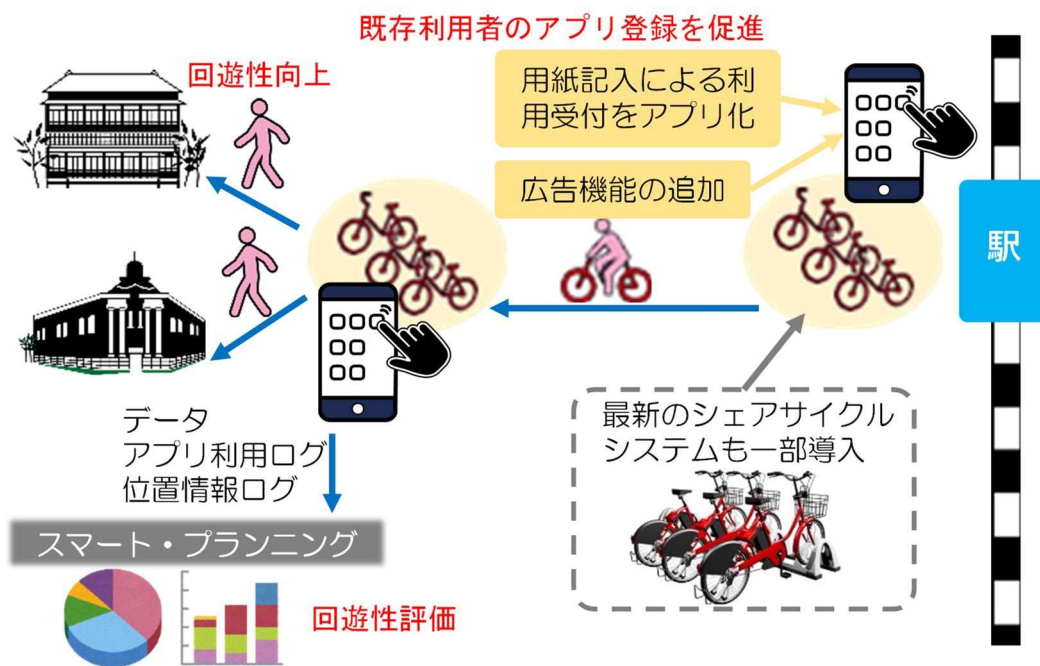 既存利用者のアプリ登録を促進
回遊性向上
用紙記入による利
用受付をアプリ化
広告機能の追加
駅
最新のシェアサイクル
システムも一部導入
データ
アプリ利用ログ
位置情報ログ
スマート・プランニング
回遊性評価